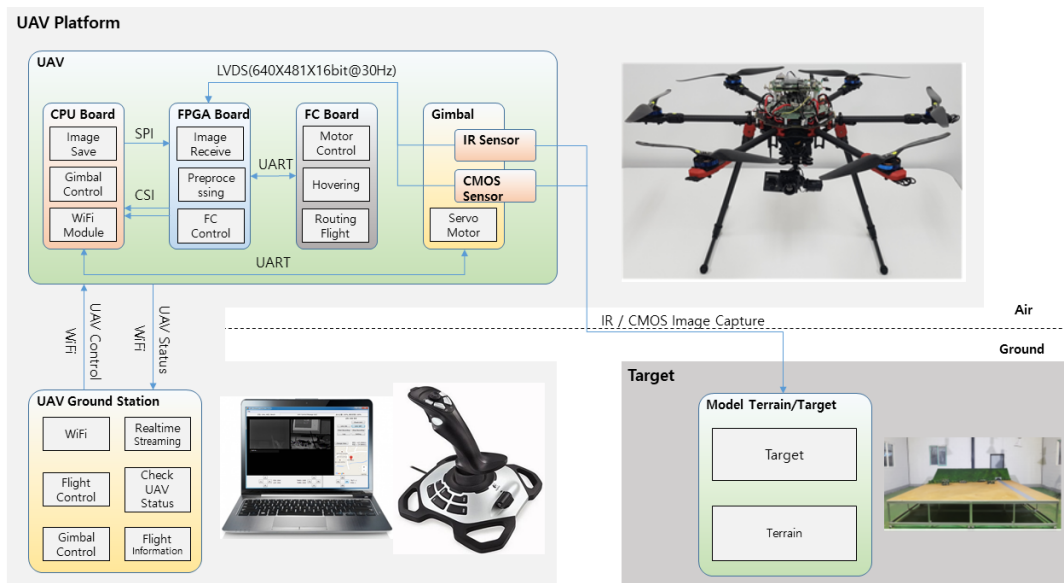 UAV Platform
UAV
LVDS(640X481X16bit@30Hz)
CPU Board
Image
Save
Gimbal
Control
WiFi
Module
SPI
CSI
FPGA Board
Image
Receive
Preproce
ssing
FC
Control
UART
FC Board
Motor
Control
Hovering
Routing
Flight
Gimbal
IR Sensor
CMOS
Sensor
Servo
Motor
UART
UAV Control
WiFi
UAV Status
WiFi
IR / CMOS Image Capture
Air
Ground
UAV Ground Station
WiFi
Realtime
Streaming
Flight
Control
Check
UAV
Status
Gimbal
Control
Flight
Information
Target
Model Terrain/Target
Target
Terrain